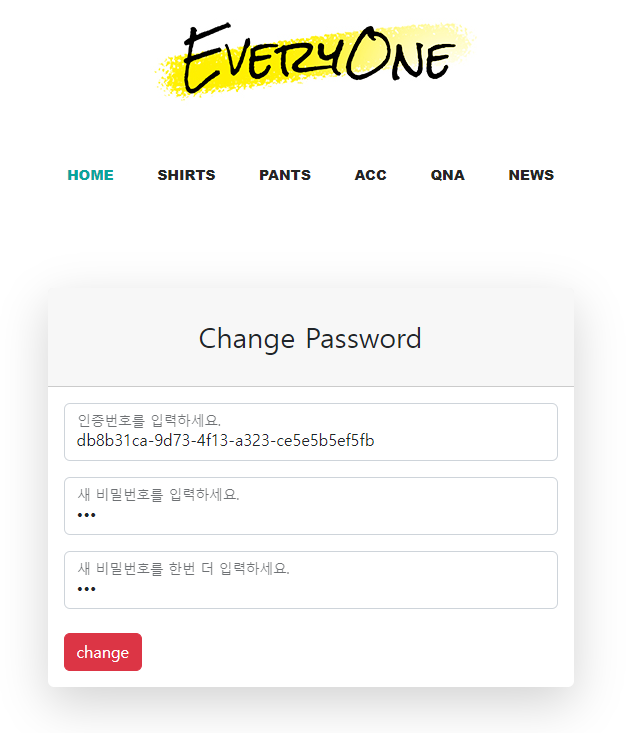 EveryOne
HOME SHIRTS PANTS ACC QNA NEWS
Change Password
인증번호를 입력하세요.
db8b31ca-9d73-4f13-a323-ce5e5b5ef5fb
새 비밀번호를 입력하세요.
•••
새 비밀번호를 한번 더 입력하세요.
•••
change